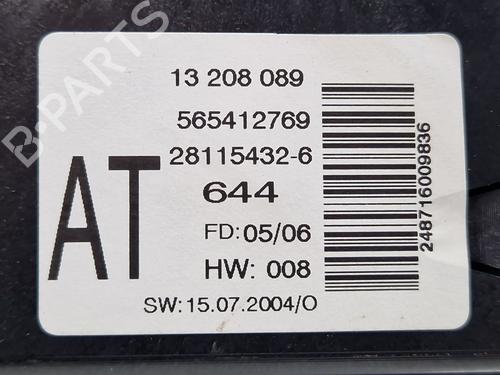 B-PARTS
13 208 089
565412769
28115432-6
AT
644
FD: 05/06
HW: 008
SW: 15.07.2004/O
248716009836